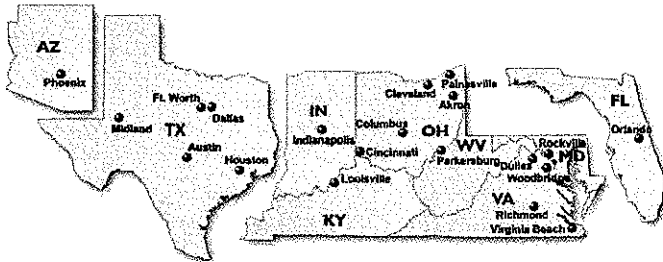 AZ
Phoenix
Ft. Worth
Dallas
Midland
TX
Austin
Houston
IN
Indianapolis
Cleveland
Painesville
Akron
Columbus
OH
Cincinnati
Louisville
KY
WV
Parkersburg
Rockville
Dulles
MD
Woodbridge
VA
Richmond
Virginia Beach
FL
Orlando